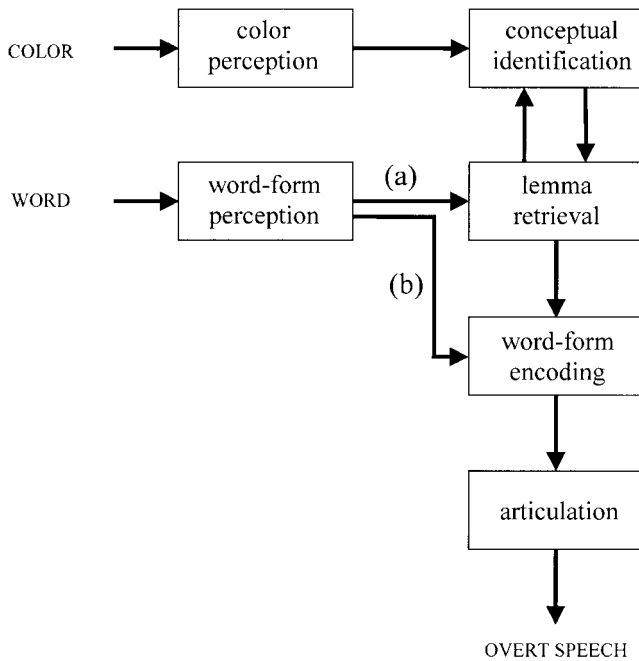 COLOR
color
perception
conceptual
identification
WORD
word-form
perception
(a)
lemma
retrieval
(b)
word-form
encoding
articulation
OVERT SPEECH